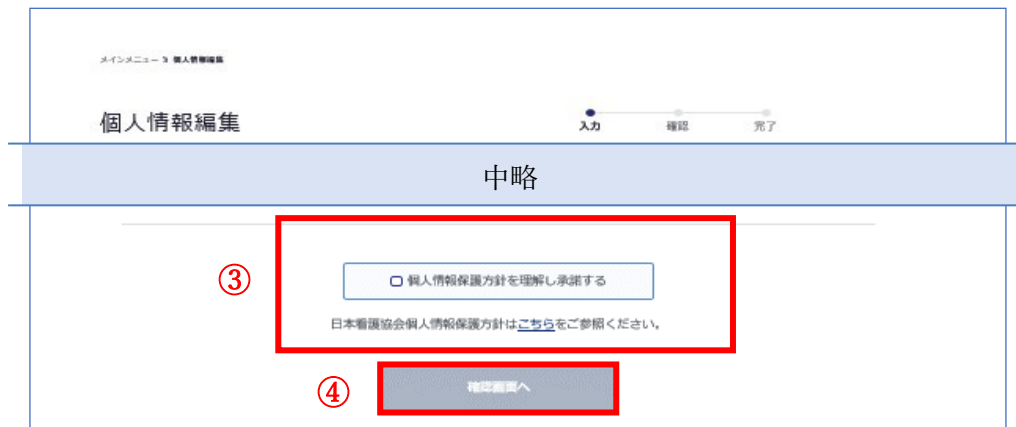 メインメニュー > 個人情報編集
個人情報編集
入力 確認 完了
中略
③
個人情報保護方針を理解し承諾する
日本看護協会個人情報保護方針はこちらをご参照ください。
④
確認画面へ